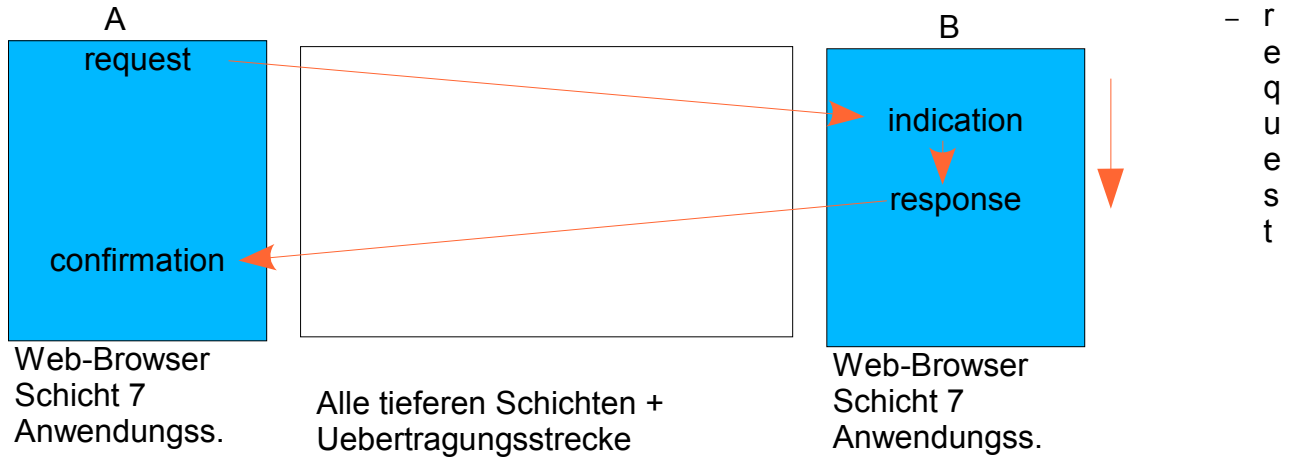 A
request
confirmation
Web-Browser
Schicht 7
Anwendungss.
Alle tieferen Schichten +
Uebertragungsstrecke
B
indication
response
Web-Browser
Schicht 7
Anwendungss.
– r
e
q
u
e
s
t